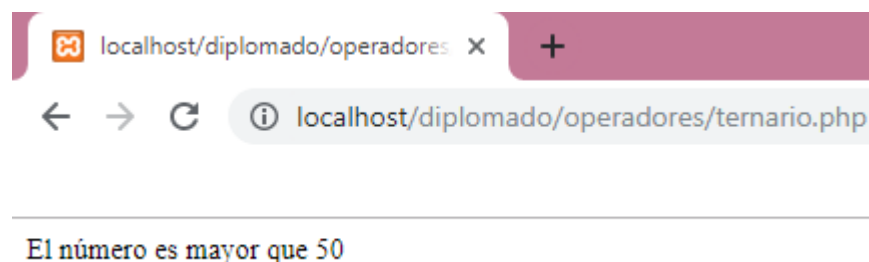 localhost/diplomado/operadores
localhost/diplomado/operadores/ternario.php
El número es mayor que 50